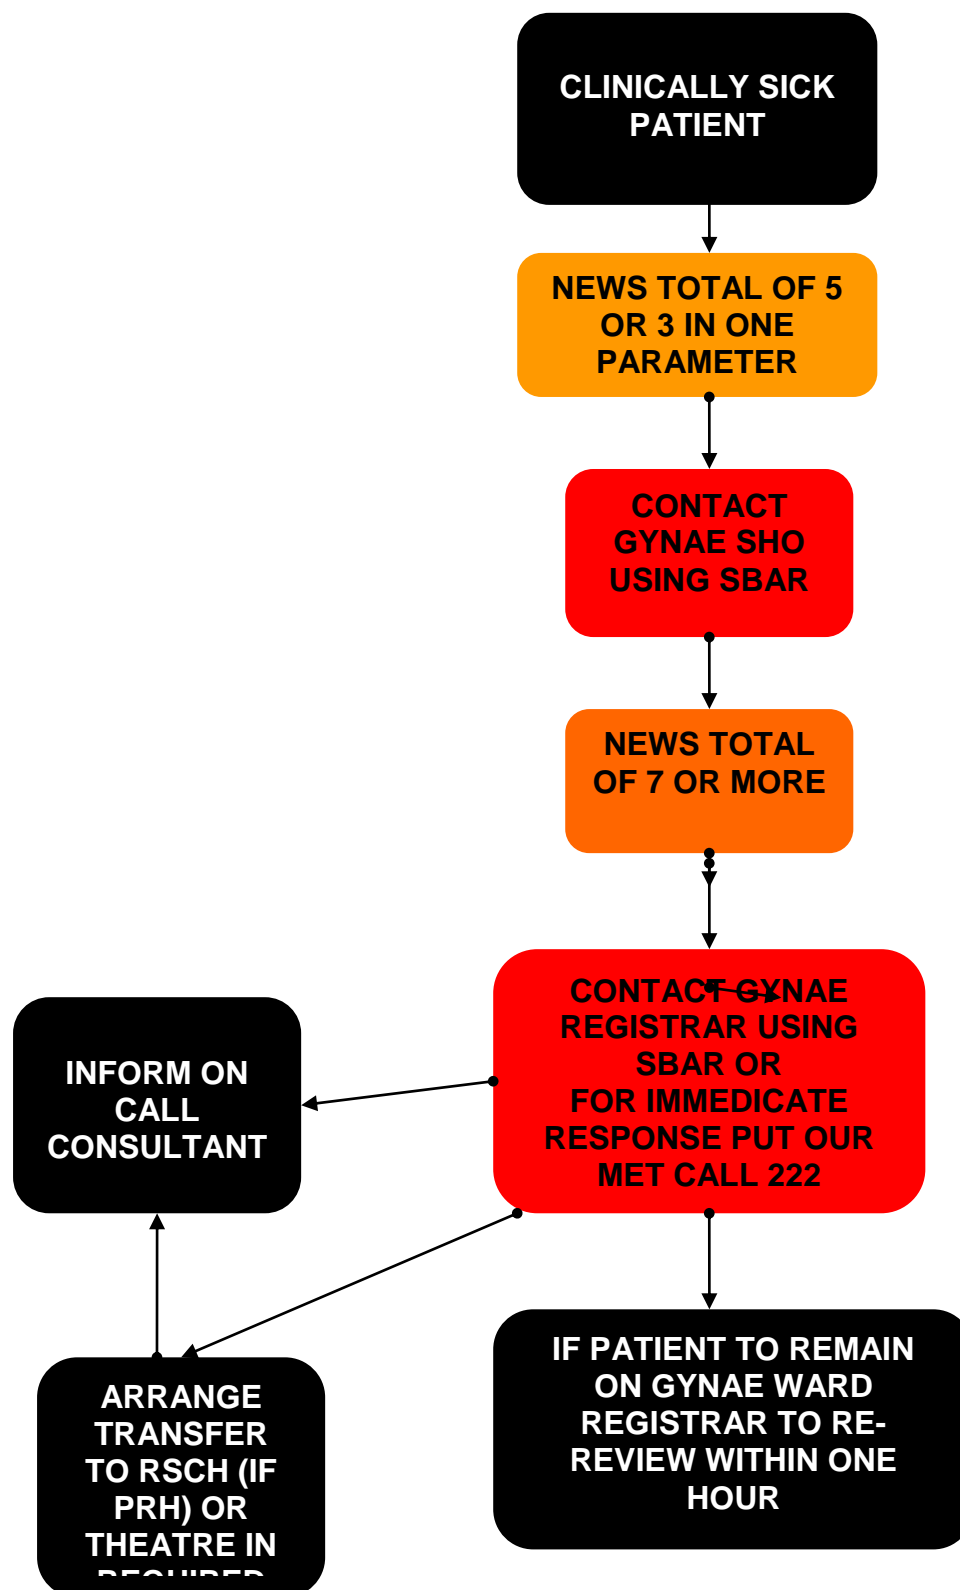 CLINICALLY SICK
PATIENT
NEWS TOTAL OF 5
OR 3 IN ONE
PARAMETER
CONTACT
GYNAE SHO
USING SBAR
NEWS TOTAL
OF 7 OR MORE
CONTACT GYNAE
REGISTRAR USING
SBAR OR
FOR IMMEDICATE
RESPONSE PUT OUR
MET CALL 222
INFORM ON
CALL
CONSULTANT
IF PATIENT TO REMAIN
ON GYNAE WARD
REGISTRAR TO RE-
REVIEW WITHIN ONE
HOUR
ARRANGE
TRANSFER
TO RSCH (IF
PRH) OR
THEATRE IN
REQUIRED